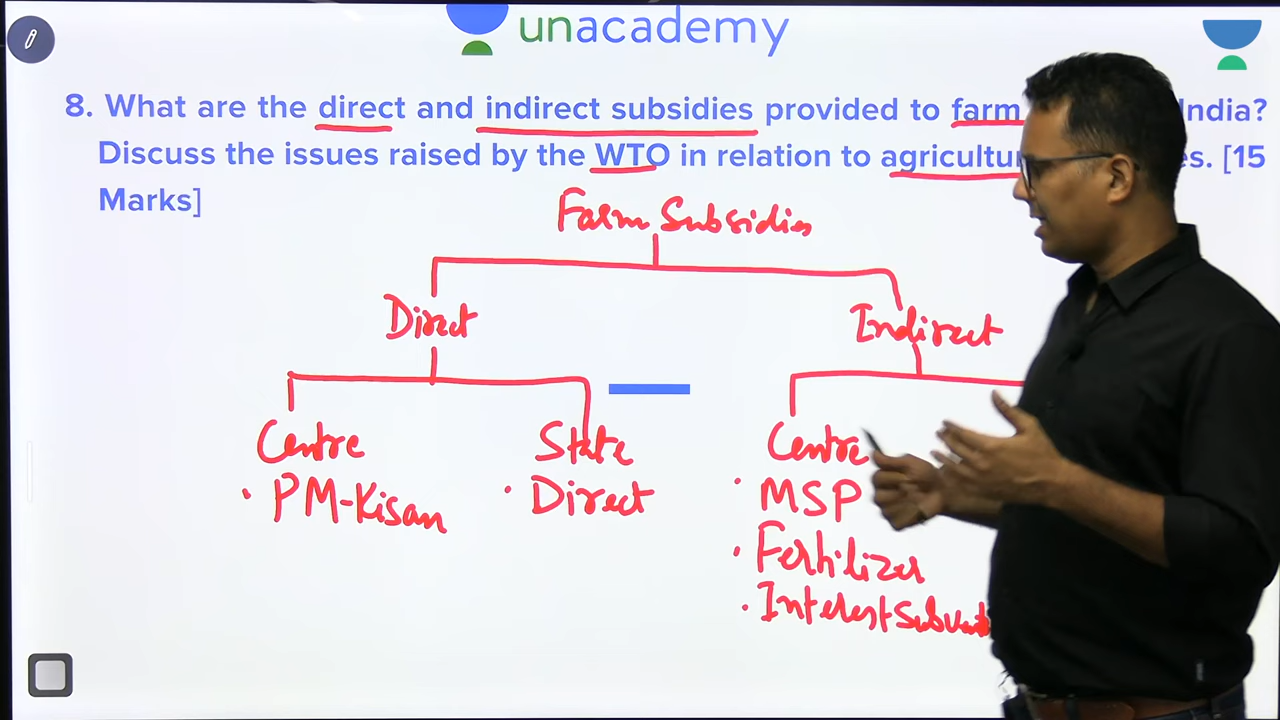 unacademy
8. What are the direct and indirect subsidies provided to farm India?
Discuss the issues raised by the WTO in relation to agricultu es. [15
Marks]
Farm Subsidies
Direct Indirect
Centre State Centre
· PM-Kisan · Direct · MSP
· Fertilizer
· Interest Subventi